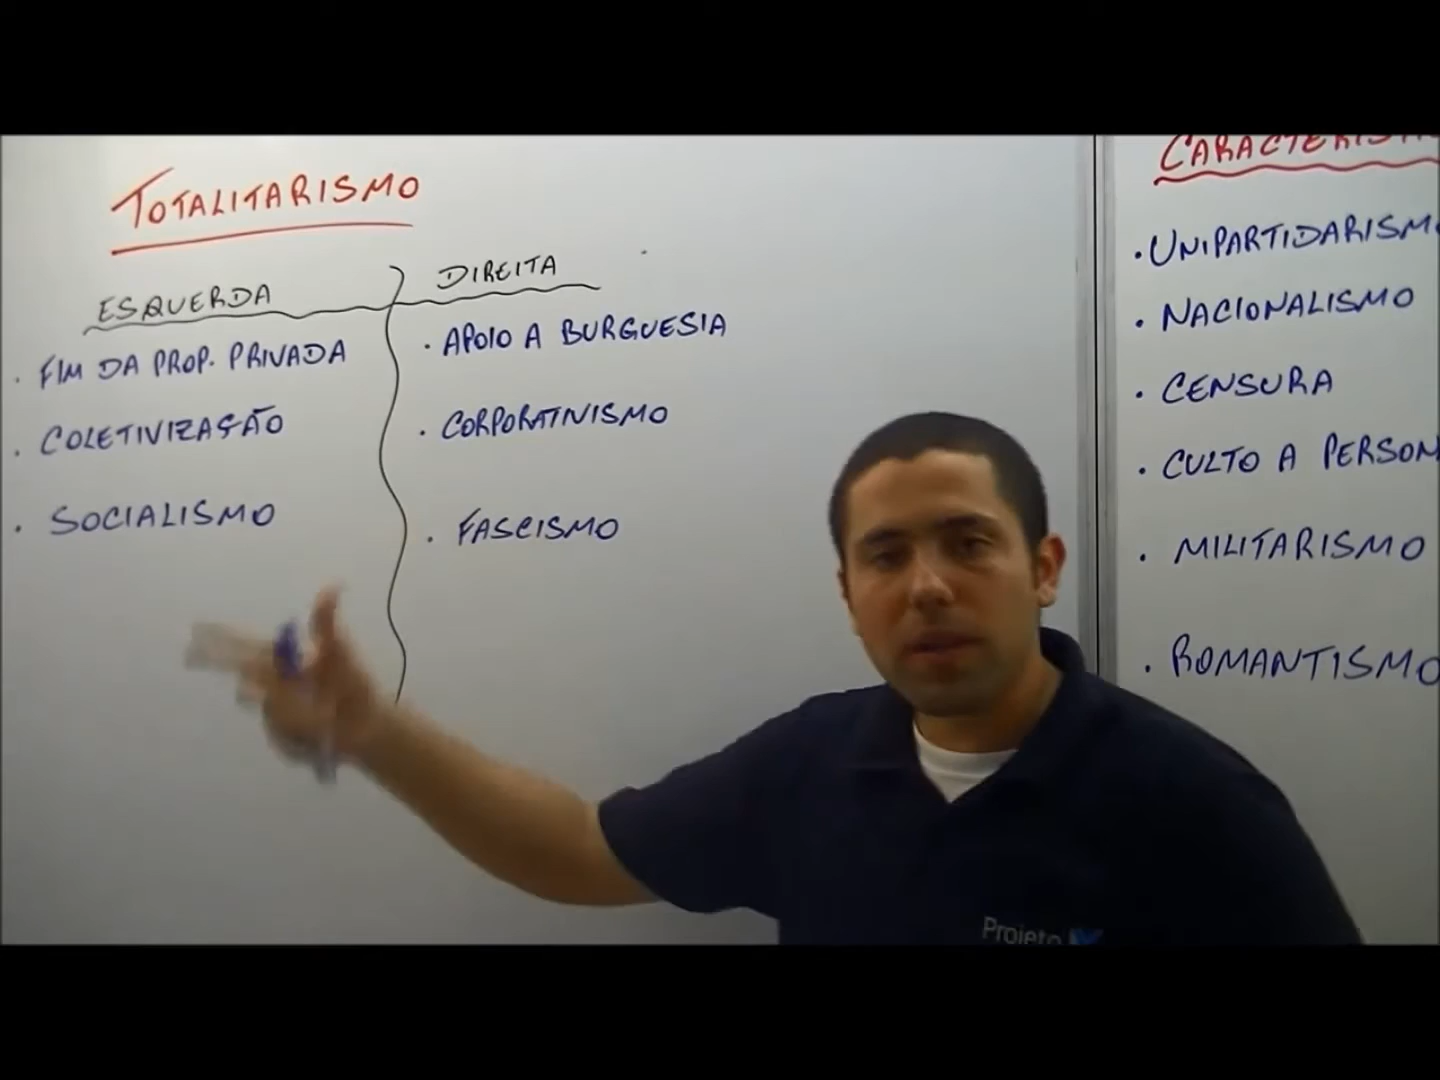 TOTALITARISMO
ESQUERDA
· FIM DA PROP. PRIVADA
· COLETIVIZAÇÃO
· SOCIALISMO
DIREITA
· APOIO A BURGUESIA
· CORPORATIVISMO
· FASCISMO
· UNIPARTIDARISMO
· NACIONALISMO
· CENSURA
· CULTO A PERSON
· MILITARISMO
· ROMANTISMO
Projeto